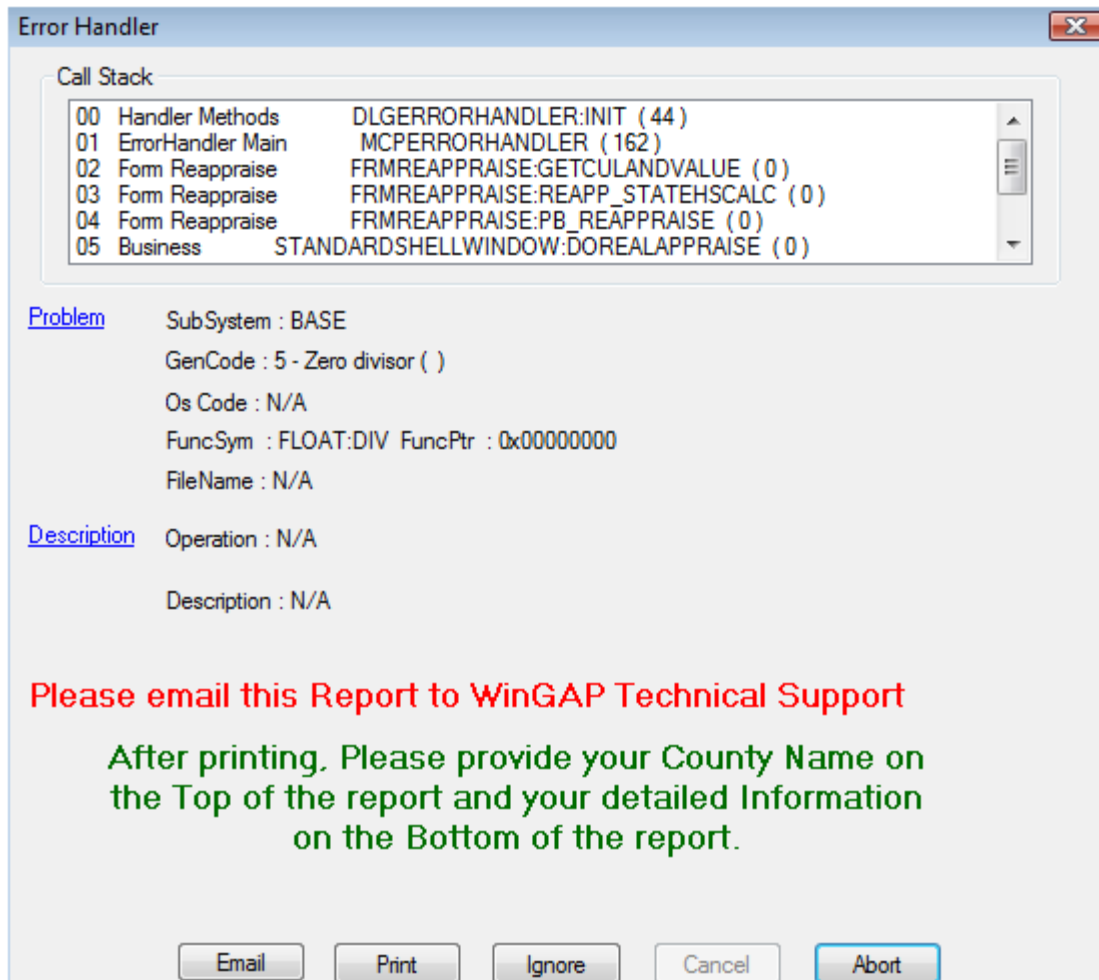 Error Handler
Call Stack
00 Handler Methods DLGERRORHANDLER:INIT ( 44 )
01 ErrorHandler Main MCPERRORHANDLER ( 162 )
02 Form Reappraise FRMREAPPRAISE:GETCULANDVALUE ( 0 )
03 Form Reappraise FRMREAPPRAISE:REAPP_STATEHSCALC ( 0 )
04 Form Reappraise FRMREAPPRAISE:PB_REAPPRAISE ( 0 )
05 Business STANDARDSHELLWINDOW:DOREALAPPRAISE ( 0 )
Problem SubSystem : BASE
GenCode : 5 - Zero divisor ( )
Os Code : N/A
FuncSym : FLOAT:DIV FuncPtr : 0x00000000
FileName : N/A
Description Operation : N/A
Description : N/A
Please email this Report to WinGAP Technical Support
After printing, Please provide your County Name on
the Top of the report and your detailed Information
on the Bottom of the report.
Email Print Ignore Cancel Abort